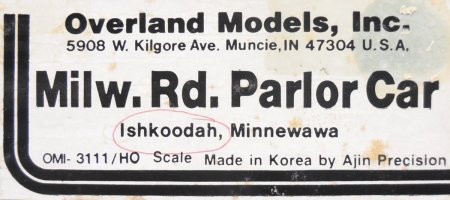 Overland Models, Inc.
5908 W. Kilgore Ave. Muncie, IN 47304 U.S.A.
Milw. Rd. Parlor Car
Ishkoodah, Minnewawa
OMI- 3111/HO Scale Made in Korea by Ajin Precision